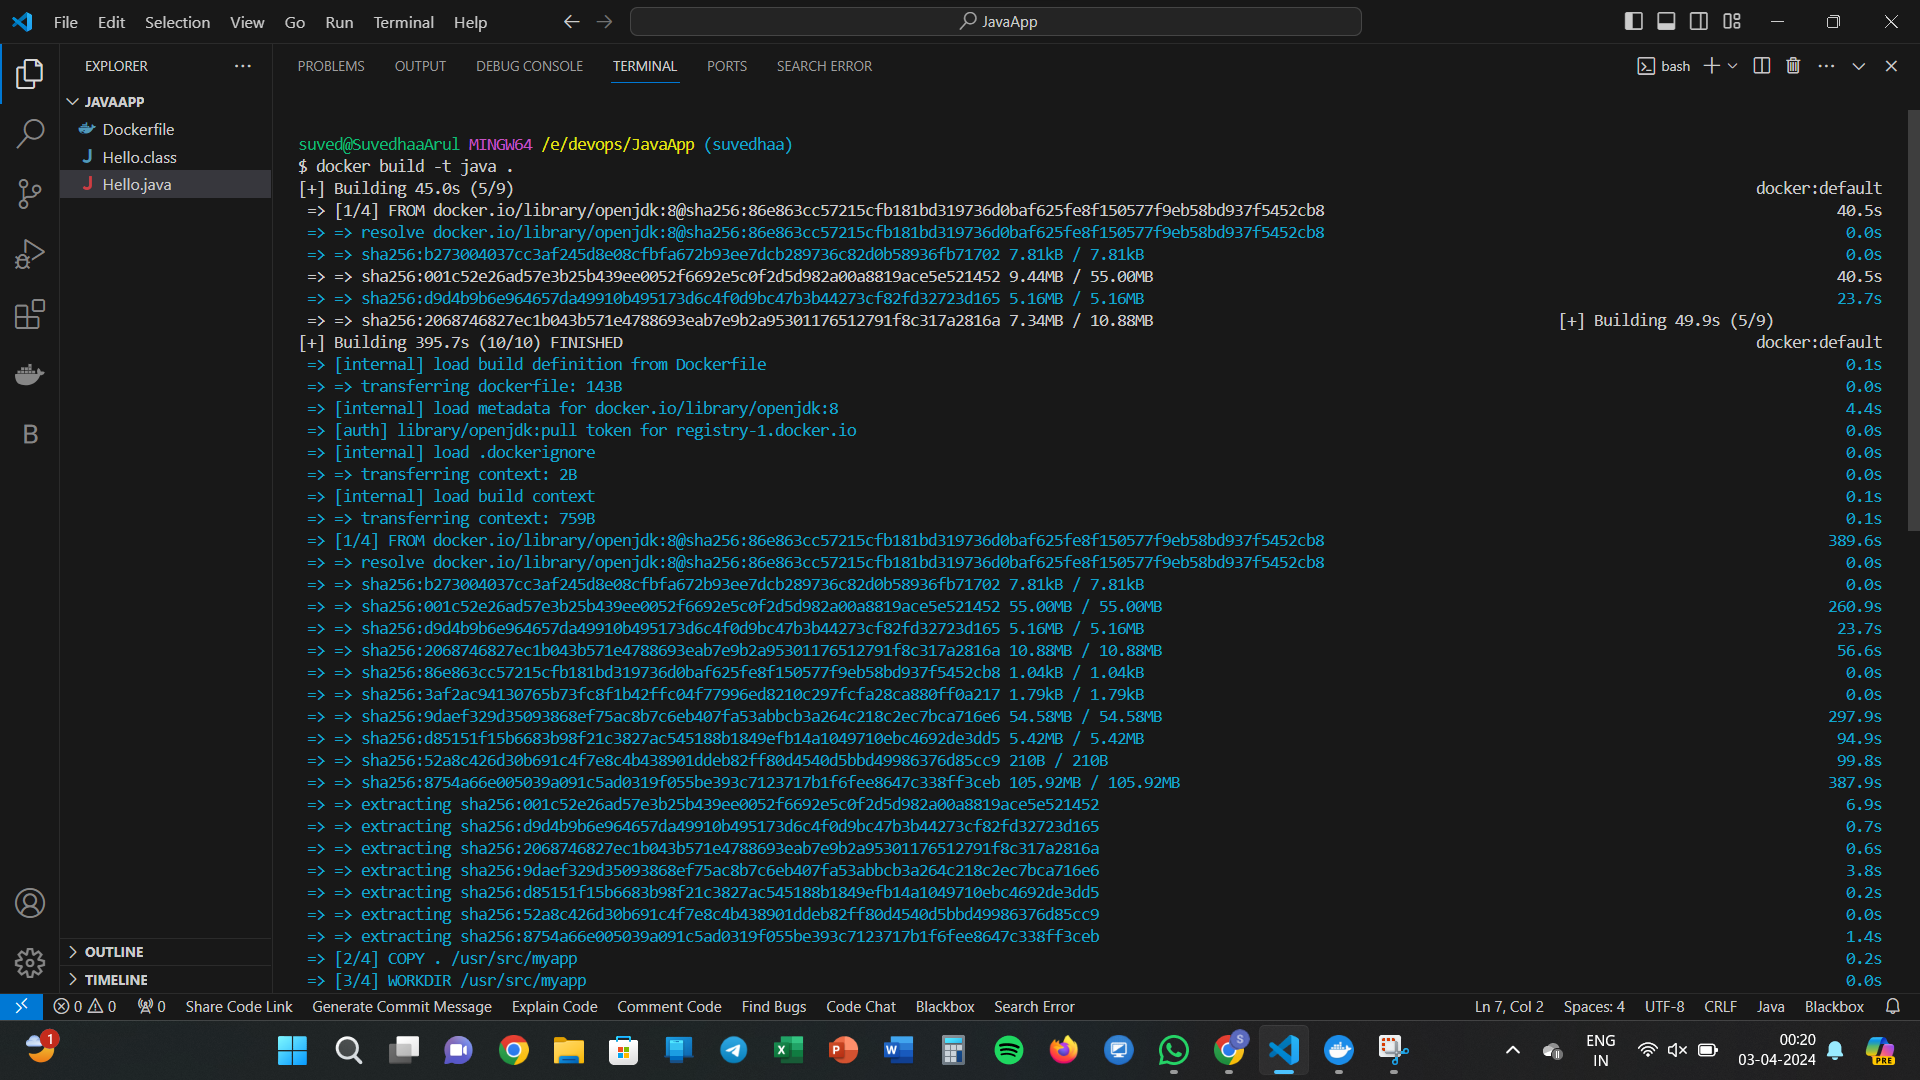 File Edit Selection View Go Run Terminal Help
JavaApp
EXPLORER
JAVAAPP
Dockerfile
J Hello.class
J Hello.java
B
OUTLINE
TIMELINE
PROBLEMS OUTPUT DEBUG CONSOLE TERMINAL PORTS SEARCH ERROR
bash
suved@SuvedhaaArul MINGW64 /e/devops/JavaApp (suvedhaa)
$ docker build -t java .
[+] Building 45.0s (5/9) docker:default
=> [1/4] FROM docker.io/library/openjdk:8@sha256:86e863cc57215cfb181bd319736d0baf625fe8f150577f9eb58bd937f5452cb8 40.5s
=> => resolve docker.io/library/openjdk:8@sha256:86e863cc57215cfb181bd319736d0baf625fe8f150577f9eb58bd937f5452cb8 0.0s
=> => sha256:b273004037cc3af245d8e08cfbfa672b93ee7dcb289736c82d0b58936fb71702 7.81kB / 7.81kB 0.0s
=> => sha256:001c52e26ad57e3b25b439ee0052f6692e5c0f2d5d982a00a8819ace5e521452 9.44MB / 55.00MB 40.5s
=> => sha256:d9d4b9b6e964657da49910b495173d6c4f0d9bc47b3b44273cf82fd32723d165 5.16MB / 5.16MB 23.7s
=> => sha256:2068746827ec1b043b571e4788693eab7e9b2a95301176512791f8c317a2816a 7.34MB / 10.88MB [+] Building 49.9s (5/9)
[+] Building 395.7s (10/10) FINISHED docker:default
=> [internal] load build definition from Dockerfile 0.1s
=> => transferring dockerfile: 143B 0.0s
=> [internal] load metadata for docker.io/library/openjdk:8 4.4s
=> [auth] library/openjdk:pull token for registry-1.docker.io 0.0s
=> [internal] load .dockerignore 0.0s
=> => transferring context: 2B 0.0s
=> [internal] load build context 0.1s
=> => transferring context: 759B 0.1s
=> [1/4] FROM docker.io/library/openjdk:8@sha256:86e863cc57215cfb181bd319736d0baf625fe8f150577f9eb58bd937f5452cb8 389.6s
=> => resolve docker.io/library/openjdk:8@sha256:86e863cc57215cfb181bd319736d0baf625fe8f150577f9eb58bd937f5452cb8 0.0s
=> => sha256:b273004037cc3af245d8e08cfbfa672b93ee7dcb289736c82d0b58936fb71702 7.81kB / 7.81kB 0.0s
=> => sha256:001c52e26ad57e3b25b439ee0052f6692e5c0f2d5d982a00a8819ace5e521452 55.00MB / 55.00MB 260.9s
=> => sha256:d9d4b9b6e964657da49910b495173d6c4f0d9bc47b3b44273cf82fd32723d165 5.16MB / 5.16MB 23.7s
=> => sha256:2068746827ec1b043b571e4788693eab7e9b2a95301176512791f8c317a2816a 10.88MB / 10.88MB 56.6s
=> => sha256:86e863cc57215cfb181bd319736d0baf625fe8f150577f9eb58bd937f5452cb8 1.04kB / 1.04kB 0.0s
=> => sha256:3af2ac94130765b73fc8f1b42ffc04f77996ed8210c297fcfa28ca880ff0a217 1.79kB / 1.79kB 0.0s
=> => sha256:9daef329d35093868ef75ac8b7c6eb407fa53abbcb3a264c218c2ec7bca716e6 54.58MB / 54.58MB 297.9s
=> => sha256:d85151f15b6683b98f21c3827ac545188b1849efb14a1049710ebc4692de3dd5 5.42MB / 5.42MB 94.9s
=> => sha256:52a8c426d30b691c4f7e8c4b438901ddeb82ff80d4540d5bbd49986376d85cc9 210B / 210B 99.8s
=> => sha256:8754a66e005039a091c5ad0319f055be393c7123717b1f6fee8647c338ff3ceb 105.92MB / 105.92MB 387.9s
=> => extracting sha256:001c52e26ad57e3b25b439ee0052f6692e5c0f2d5d982a00a8819ace5e521452 6.9s
=> => extracting sha256:d9d4b9b6e964657da49910b495173d6c4f0d9bc47b3b44273cf82fd32723d165 0.7s
=> => extracting sha256:2068746827ec1b043b571e4788693eab7e9b2a95301176512791f8c317a2816a 0.6s
=> => extracting sha256:9daef329d35093868ef75ac8b7c6eb407fa53abbcb3a264c218c2ec7bca716e6 3.8s
=> => extracting sha256:d85151f15b6683b98f21c3827ac545188b1849efb14a1049710ebc4692de3dd5 0.2s
=> => extracting sha256:52a8c426d30b691c4f7e8c4b438901ddeb82ff80d4540d5bbd49986376d85cc9 0.0s
=> => extracting sha256:8754a66e005039a091c5ad0319f055be393c7123717b1f6fee8647c338ff3ceb 1.4s
=> [2/4] COPY . /usr/src/myapp 0.2s
=> [3/4] WORKDIR /usr/src/myapp 0.0s
0 0 0 Share Code Link Generate Commit Message Explain Code Comment Code Find Bugs Code Chat Blackbox Search Error Ln 7, Col 2 Spaces: 4 UTF-8 CRLF Java Blackbox
1
X P W S
ENG
IN
00:20
03-04-2024
PRE